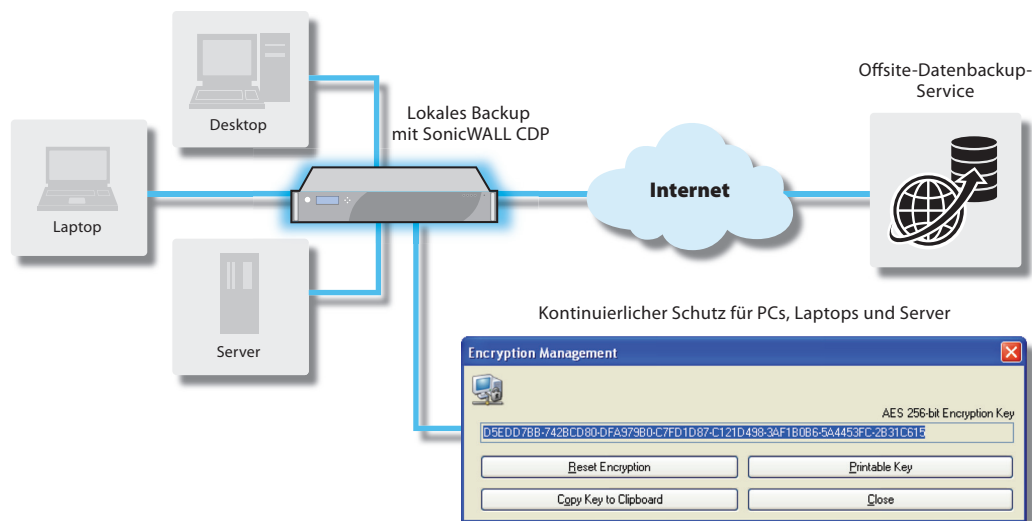 Desktop
Laptop
Server
Lokales Backup
mit SonicWALL CDP
Internet
Offsite-Datenbackup-
Service
Kontinuierlicher Schutz für PCs, Laptops und Server
Encryption Management
AES 256-bit Encryption Key
D5EDD7BB-742BCD80-DFA979B0-C7FD1D87-C121D498-3AF1B0B6-5A4453FC-2B31C615
Reset Encryption
Printable Key
Copy Key to Clipboard
Close